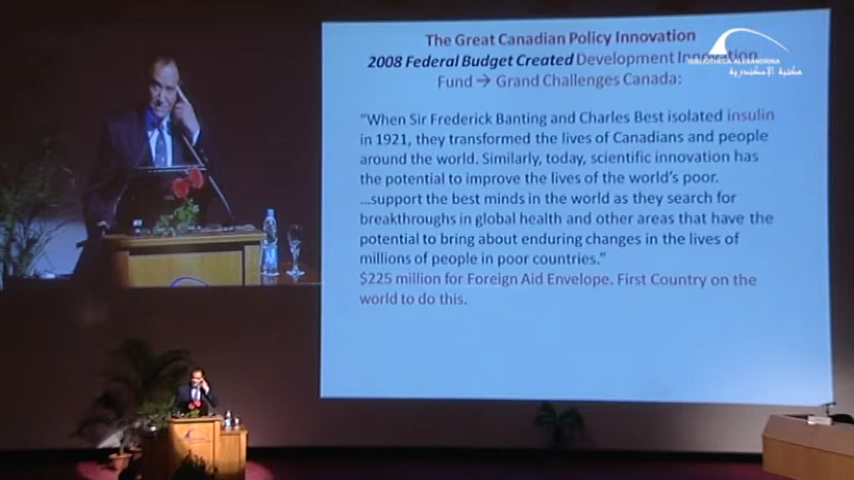 The Great Canadian Policy Innovation
2008 Federal Budget Created Development Innovation
Fund → Grand Challenges Canada:
"When Sir Frederick Banting and Charles Best isolated insulin
in 1921, they transformed the lives of Canadians and people
around the world. Similarly, today, scientific innovation has
the potential to improve the lives of the world's poor.
...support the best minds in the world as they search for
breakthroughs in global health and other areas that have the
potential to bring about enduring changes in the lives of
millions of people in poor countries."
$225 million for Foreign Aid Envelope. First Country on the
world to do this.
BIBLIOTHECA ALEXANDRINA
مكتبة الإسكندرية